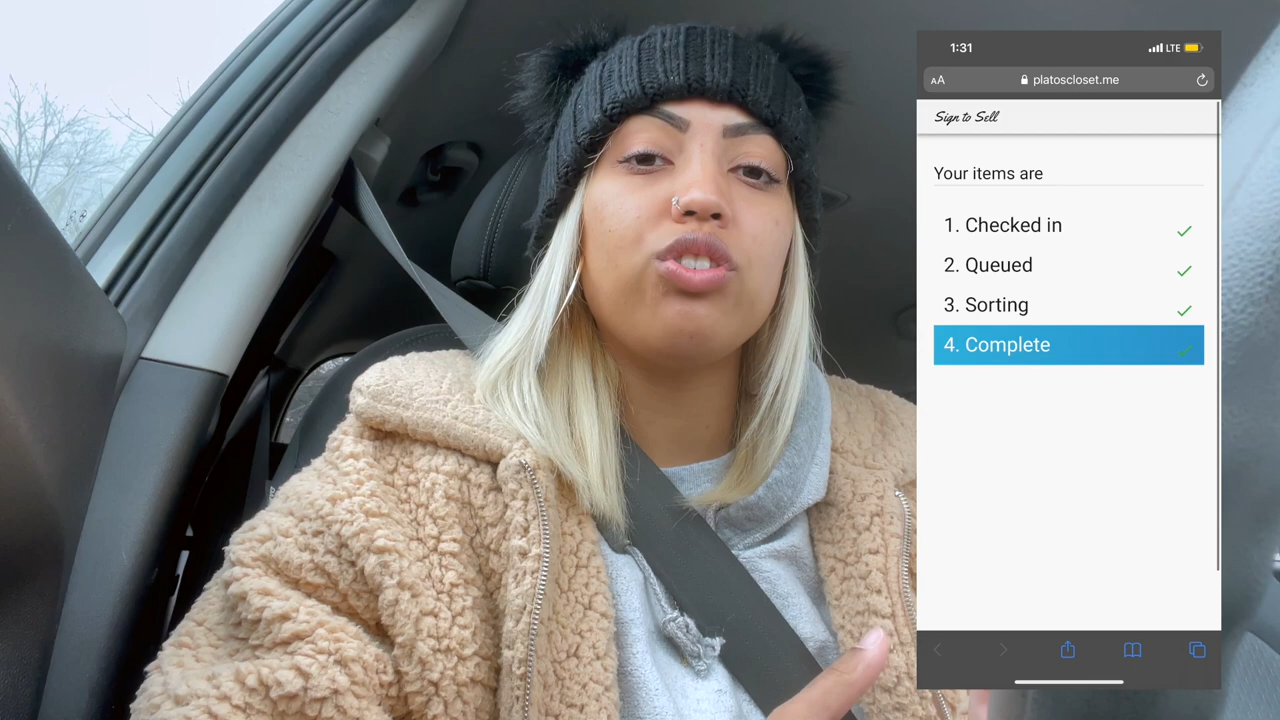 1:31
LTE
AA
platoscloset.me
Sign to Sell
Your items are
1. Checked in
2. Queued
3. Sorting
4. Complete